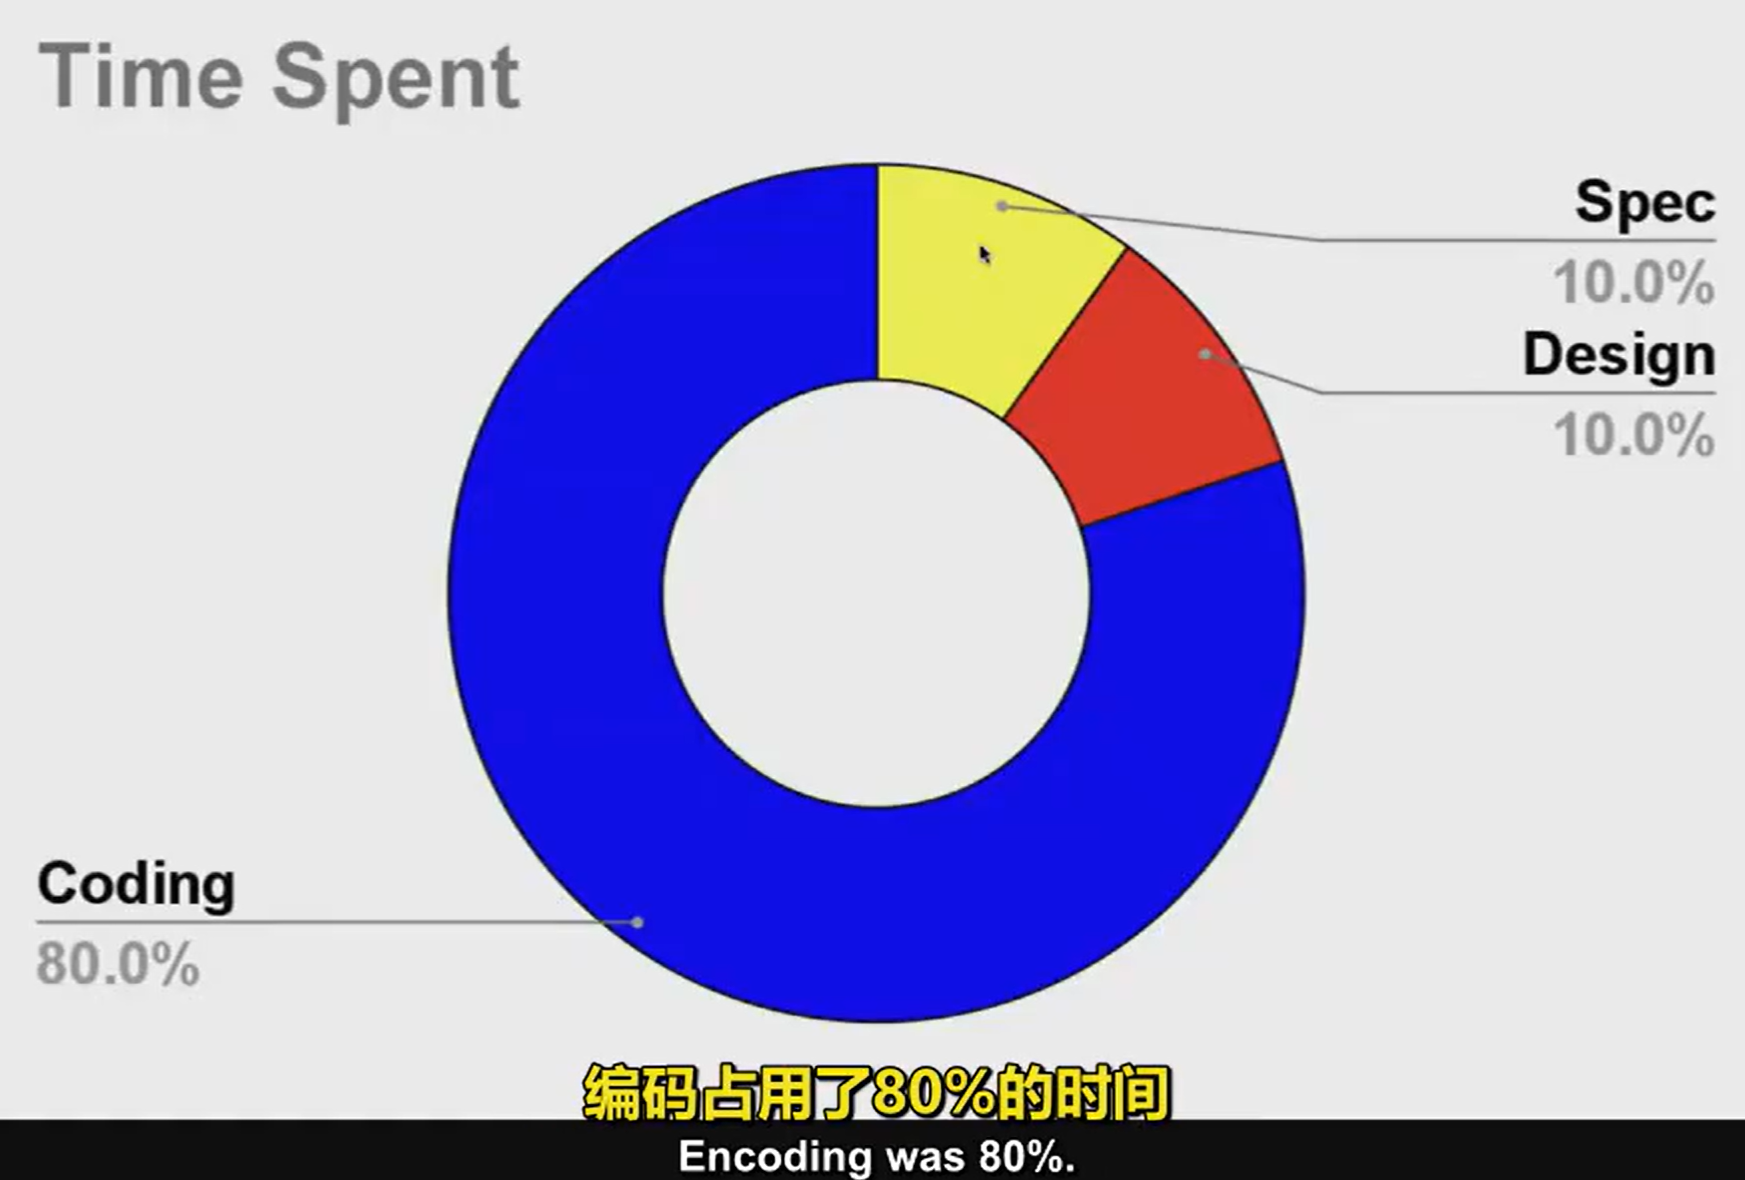 Time Spent
Spec
10.0%
Design
10.0%
Coding
80.0%
编码占用了80%的时间
Encoding was 80%.